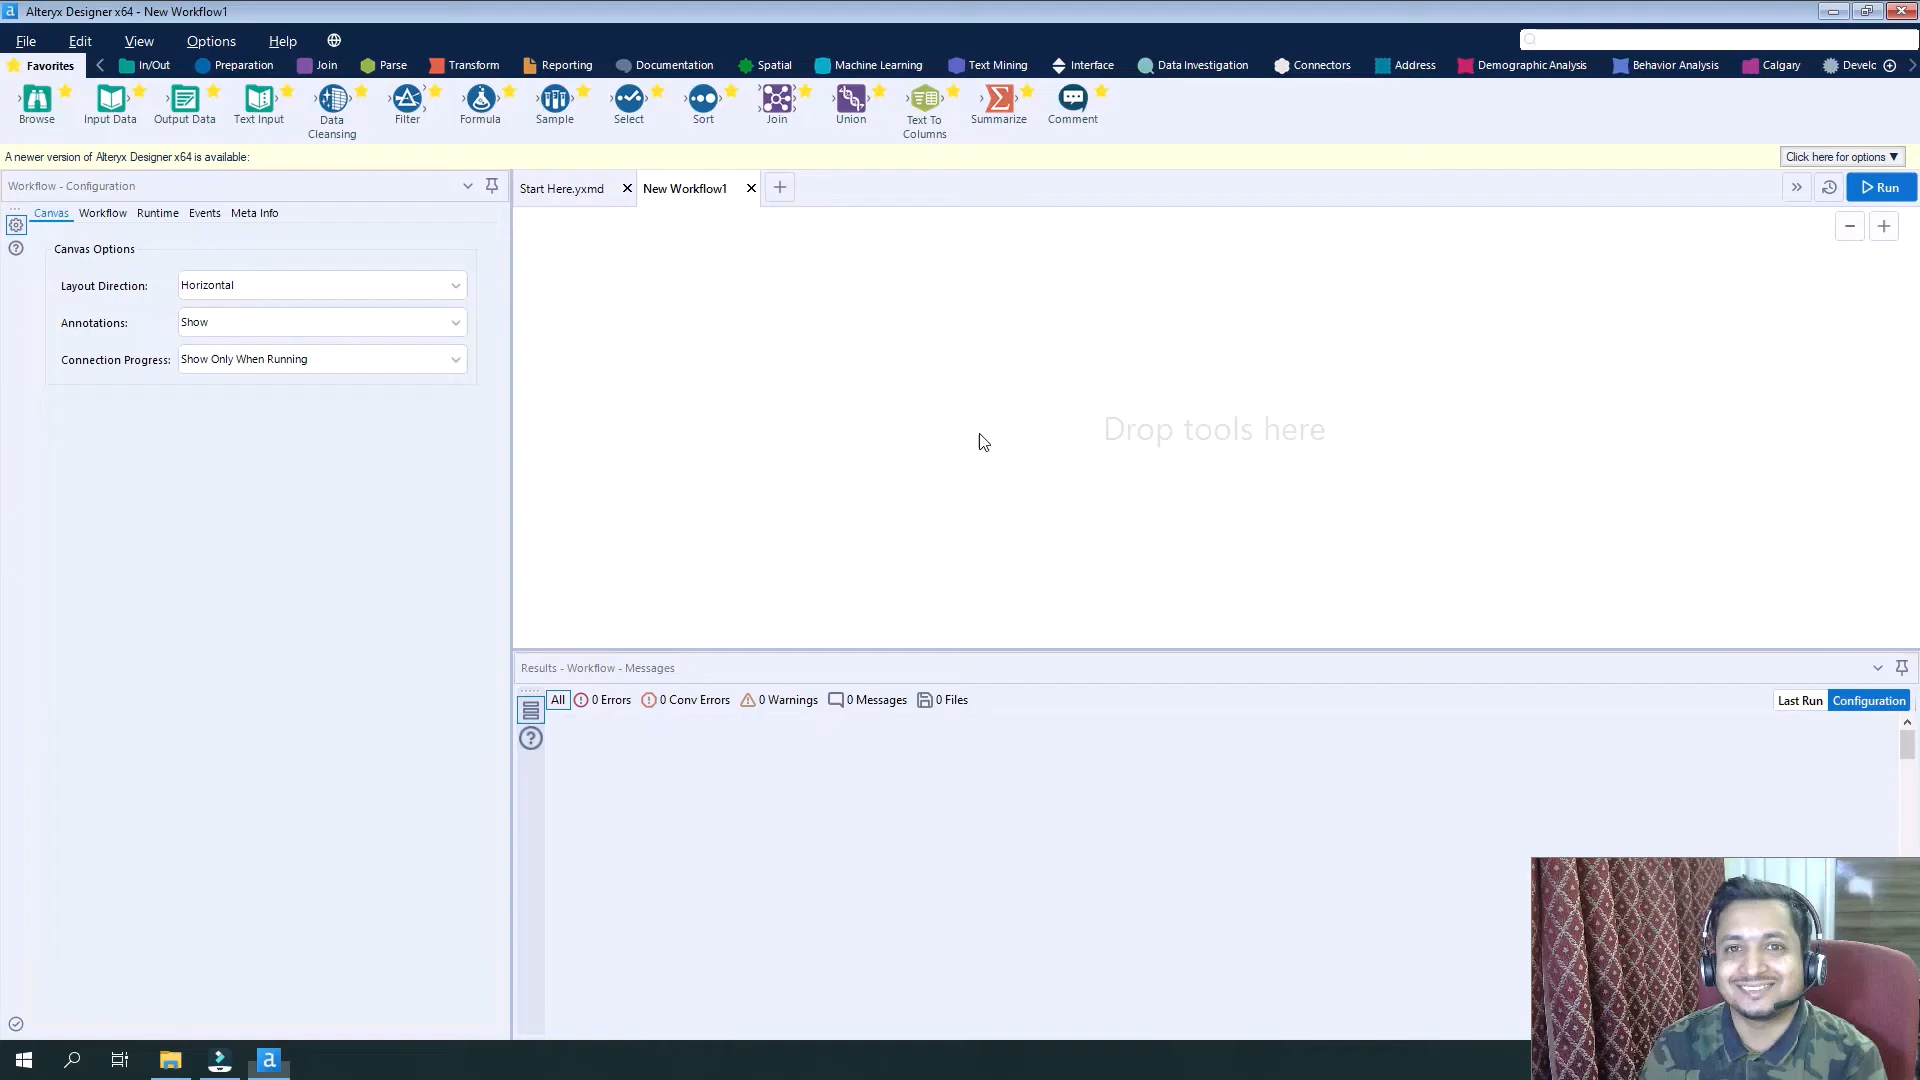 Alteryx Designer x64 - New Workflow1
File Edit View Options Help
Favorites In/Out Preparation Join Parse Transform Reporting Documentation Spatial Machine Learning Text Mining Interface Data Investigation Connectors Address Demographic Analysis Behavior Analysis Calgary Develo
Browse Input Data Output Data Text Input Data Cleansing Filter Formula Sample Select Sort Join Union Text To Columns Summarize Comment
A newer version of Alteryx Designer x64 is available: Click here for options
Workflow - Configuration
Start Here.yxmd New Workflow1 Run
Canvas Workflow Runtime Events Meta Info
Canvas Options
Layout Direction: Horizontal
Annotations: Show
Connection Progress: Show Only When Running
Drop tools here
Results - Workflow - Messages
All 0 Errors 0 Conv Errors 0 Warnings 0 Messages 0 Files Last Run Configuration